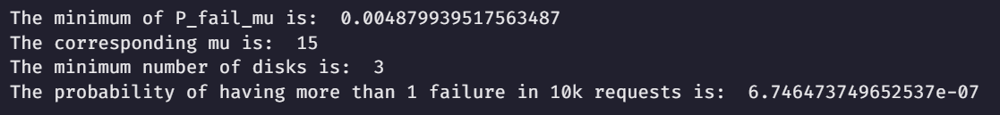 The minimum of P_fail_mu is:  0.004879939517563487
The corresponding mu is:  15
The minimum number of disks is:  3
The probability of having more than 1 failure in 10k requests is:  6.746473749652537e-07